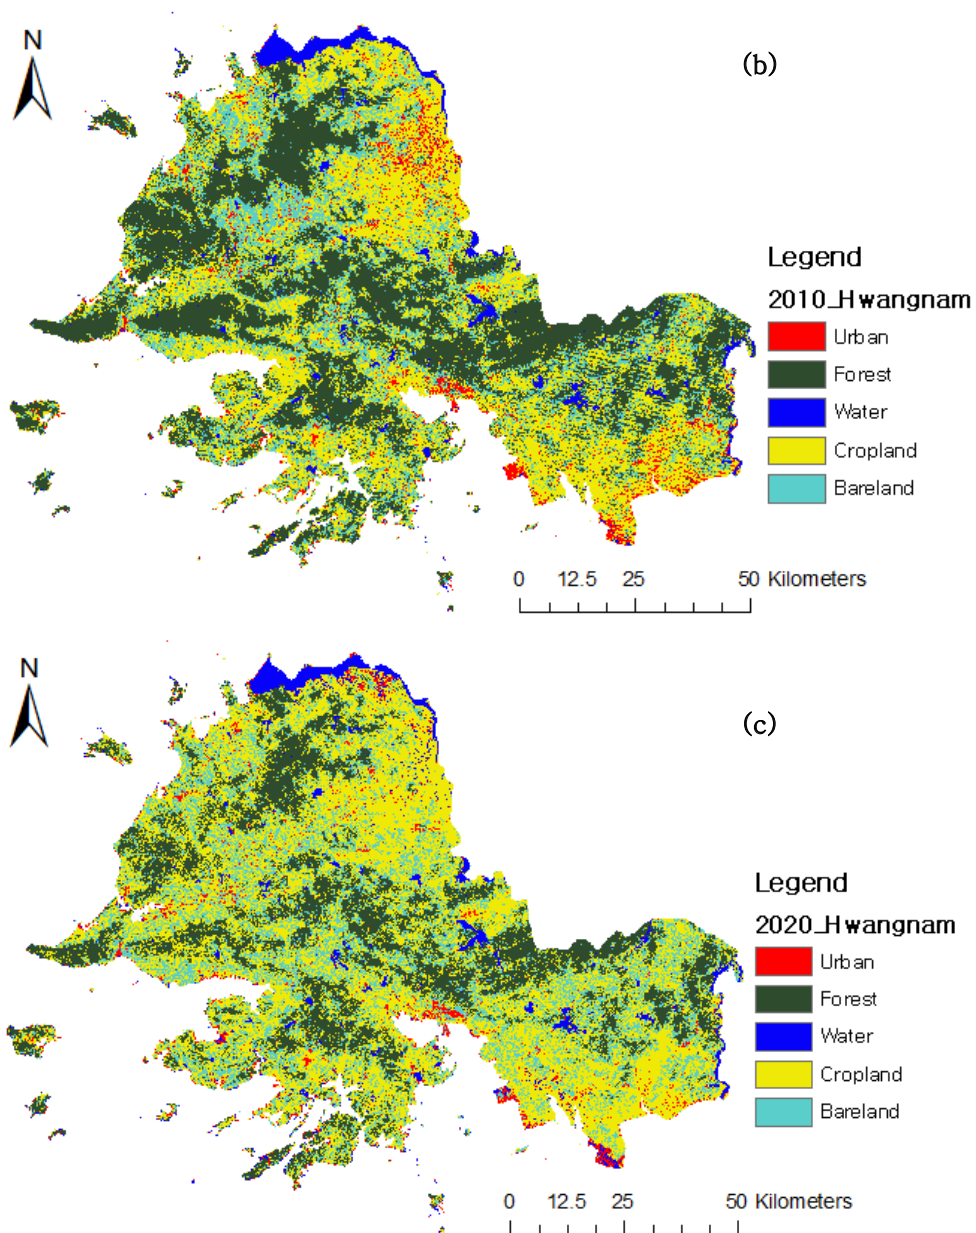 N
(b)
Legend
2010_Hwangnam
Urban
Forest
Water
Cropland
Bareland
0 12.5 25 50 Kilometers
N
(c)
Legend
2020_Hwangnam
Urban
Forest
Water
Cropland
Bareland
0 12.5 25 50 Kilometers